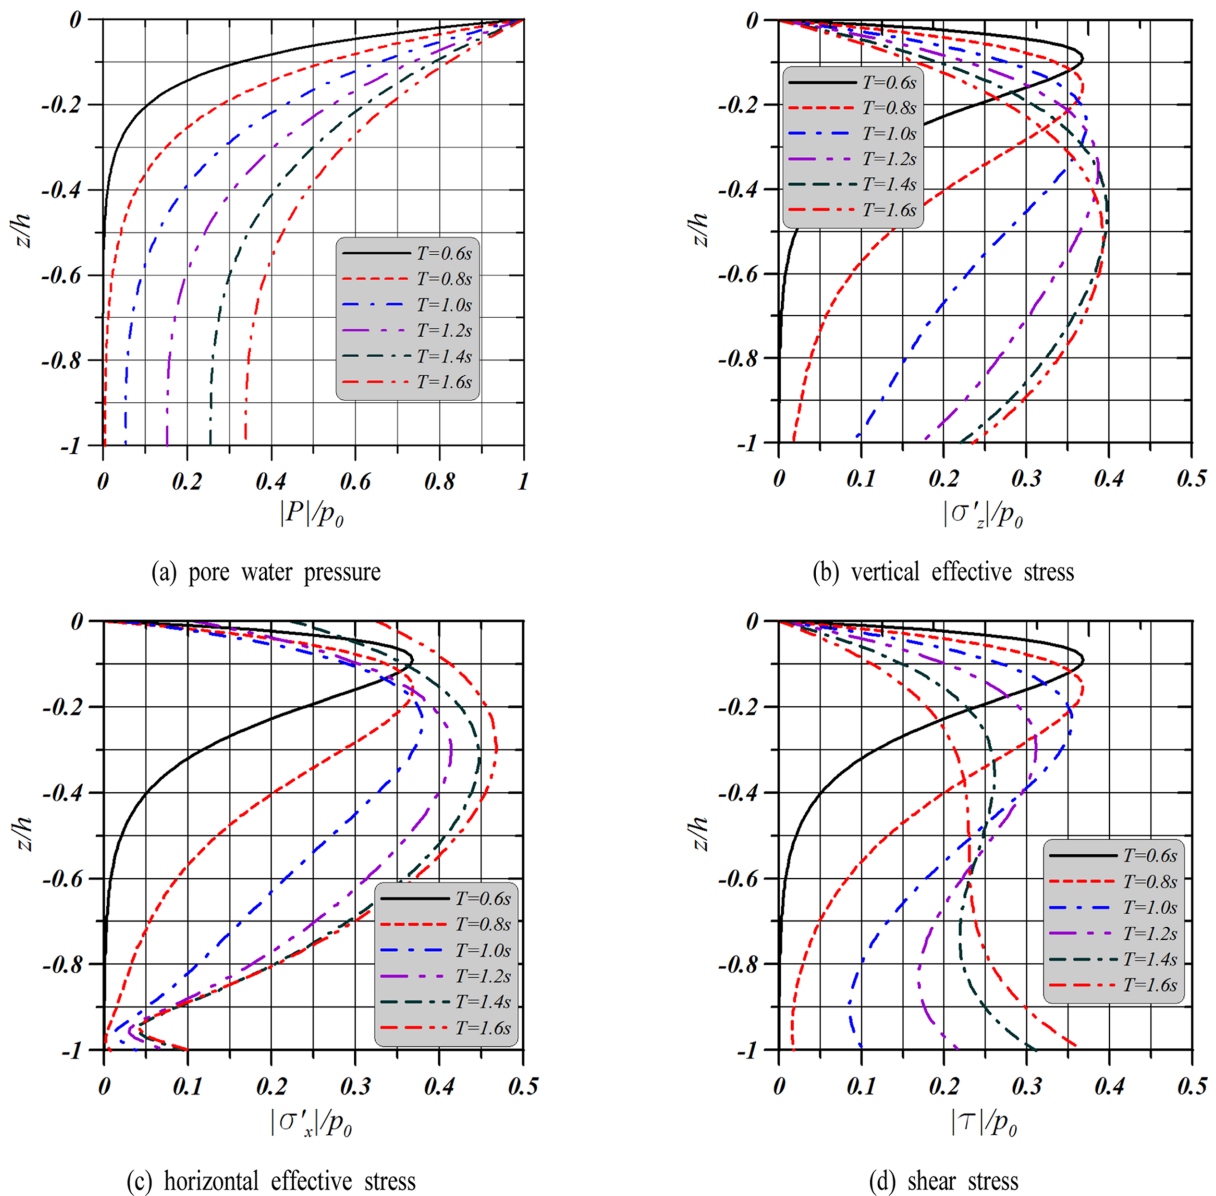 0
-0.2
-0.4
-0.6
-0.8
-1
z/h
T=0.6s
T=0.8s
T=1.0s
T=1.2s
T=1.4s
T=1.6s
0 0.2 0.4 0.6 0.8 1
|P|/p₀
(a) pore water pressure
0
-0.2
-0.4
-0.6
-0.8
-1
z/h
T=0.6s
T=0.8s
T=1.0s
T=1.2s
T=1.4s
T=1.6s
0 0.1 0.2 0.3 0.4 0.5
|σ'z|/p₀
(b) vertical effective stress
0
-0.2
-0.4
-0.6
-0.8
-1
z/h
T=0.6s
T=0.8s
T=1.0s
T=1.2s
T=1.4s
T=1.6s
0 0.1 0.2 0.3 0.4 0.5
|σ'x|/p₀
(c) horizontal effective stress
0
-0.2
-0.4
-0.6
-0.8
-1
z/h
T=0.6s
T=0.8s
T=1.0s
T=1.2s
T=1.4s
T=1.6s
0 0.1 0.2 0.3 0.4 0.5
|τ|/p₀
(d) shear stress